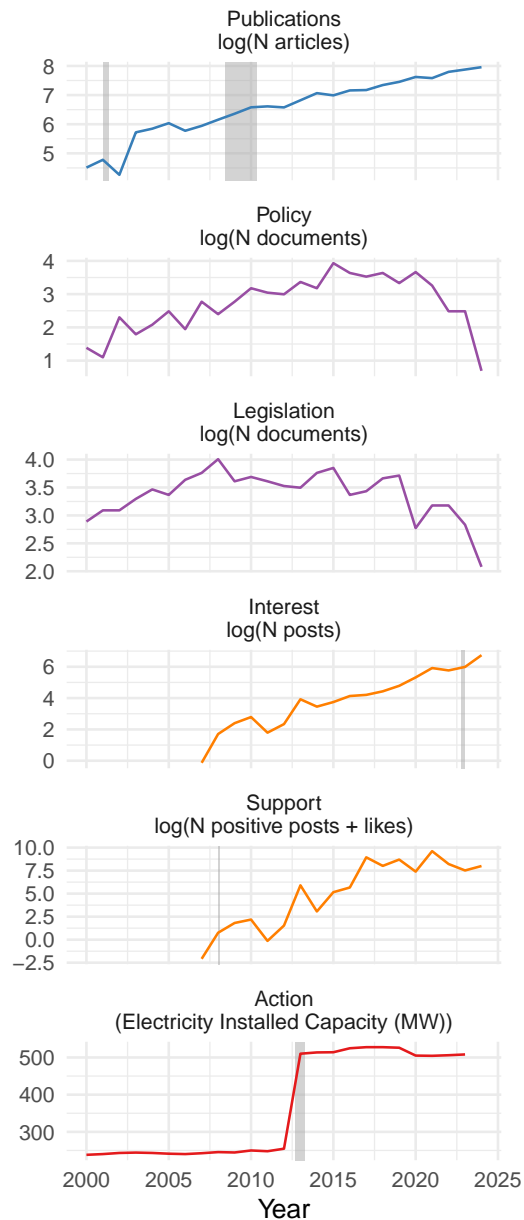 Publications
log(N articles)
8
7
6
5
Policy
log(N documents)
4
3
2
1
Legislation
log(N documents)
4.0
3.5
3.0
2.5
2.0
Interest
log(N posts)
6
4
2
0
Support
log(N positive posts + likes)
10.0
7.5
5.0
2.5
0.0
−2.5
Action
(Electricity Installed Capacity (MW))
500
400
300
2000 2005 2010 2015 2020 2025
Year